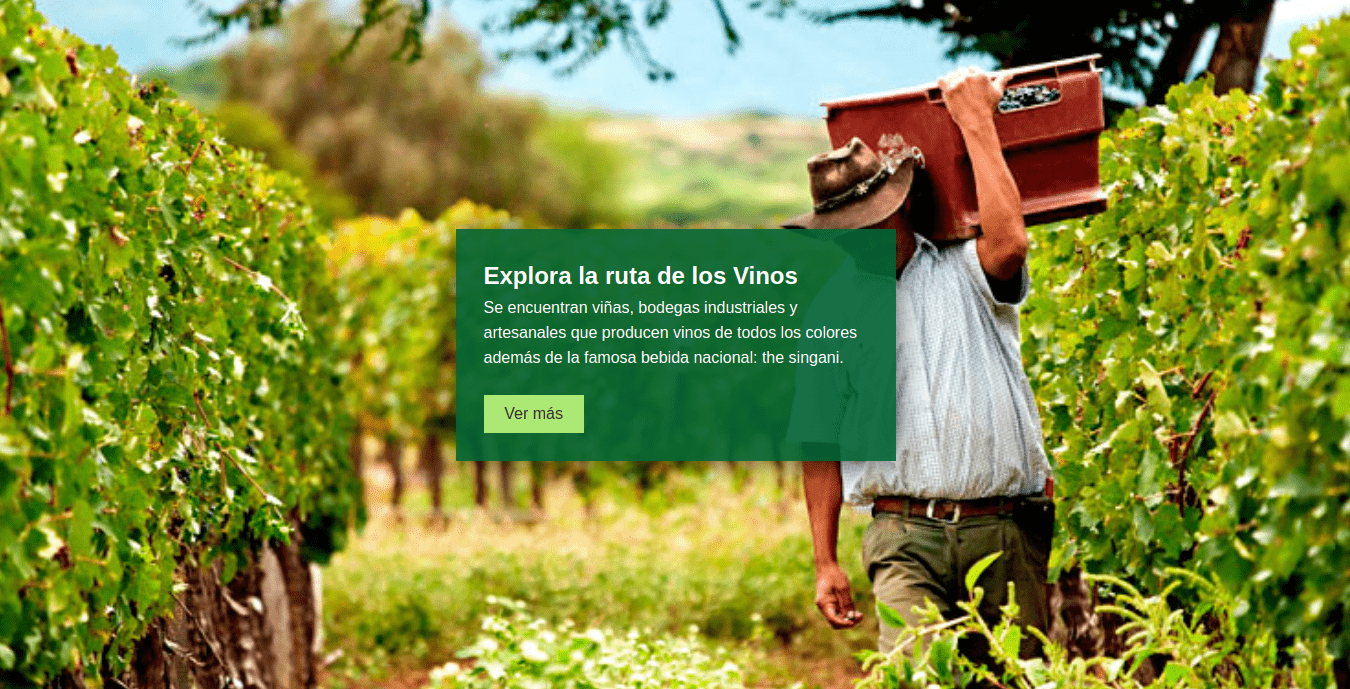 Explora la ruta de los Vinos
Se encuentran viñas, bodegas industriales y
artesanales que producen vinos de todos los colores
además de la famosa bebida nacional: the singani.
Ver más